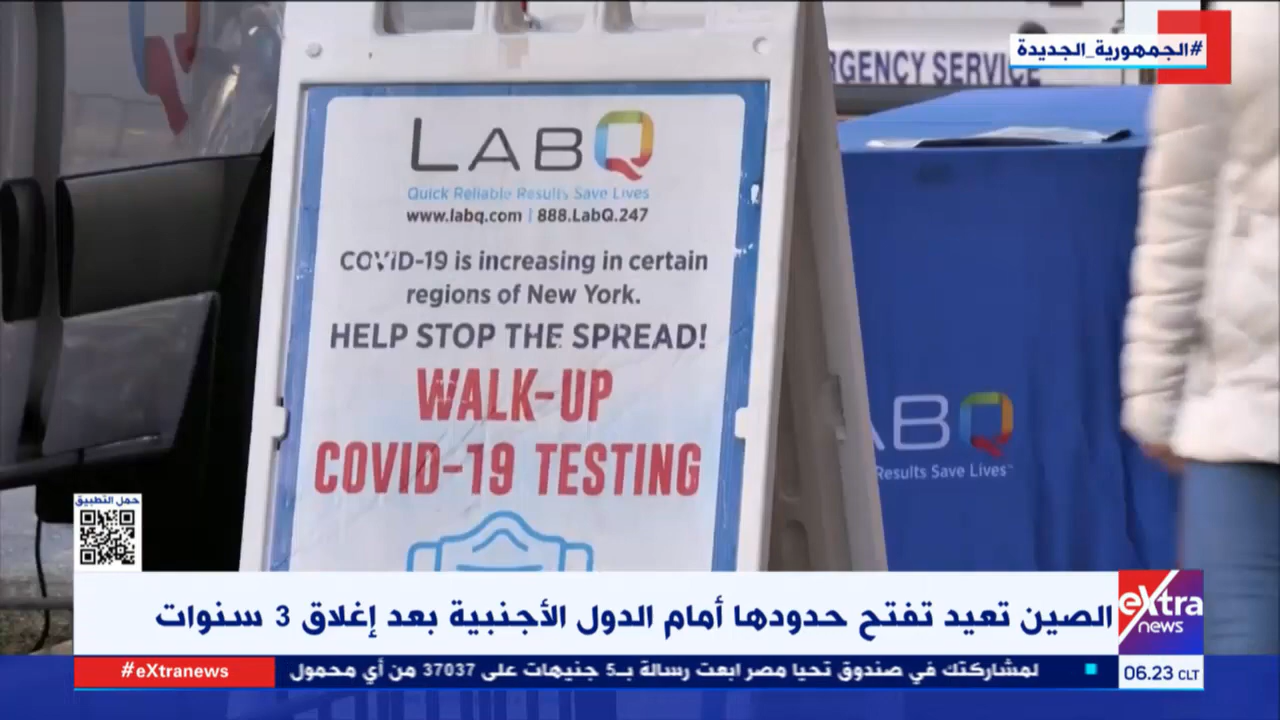 #الجمهورية_الجديدة
RGENCY SERVICE
LABQ
Quick Reliable Results Save Lives
www.labq.com | 888.LabQ.247
COVID-19 is increasing in certain
regions of New York.
HELP STOP THE SPREAD!
WALK-UP
COVID-19 TESTING
ABQ
Results Save Lives™
حمل التطبيق
الصين تعيد تفتح حدودها أمام الدول الأجنبية بعد إغلاق 3 سنوات
eXtra
news
#eXtranews
لمشاركتك في صندوق تحيا مصر ابعت رسالة بـ5 جنيهات على 37037 من أي محمول
06.23 CLT